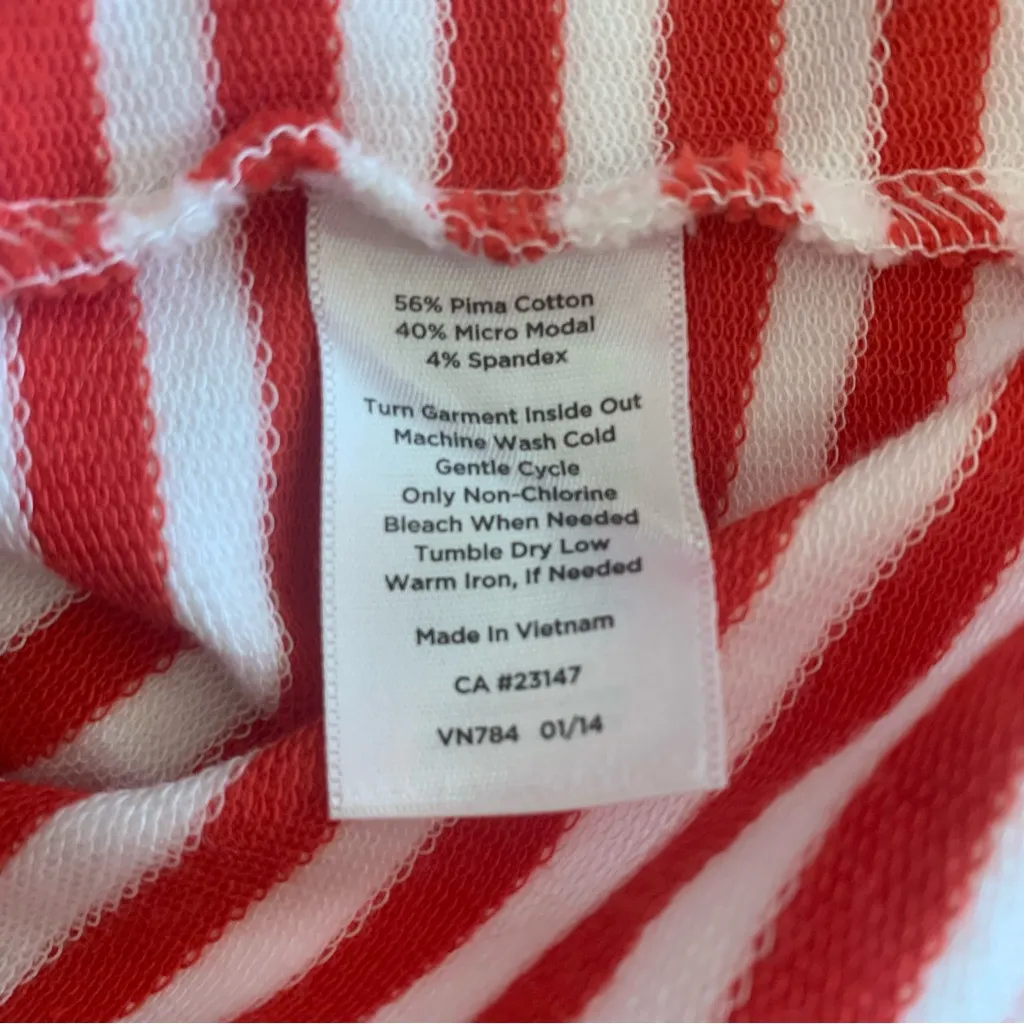 56% Pima Cotton
40% Micro Modal
4% Spandex
Turn Garment Inside Out
Machine Wash Cold
Gentle Cycle
Only Non-Chlorine
Bleach When Needed
Tumble Dry Low
Warm Iron, If Needed
Made In Vietnam
CA #23147
VN784 01/14